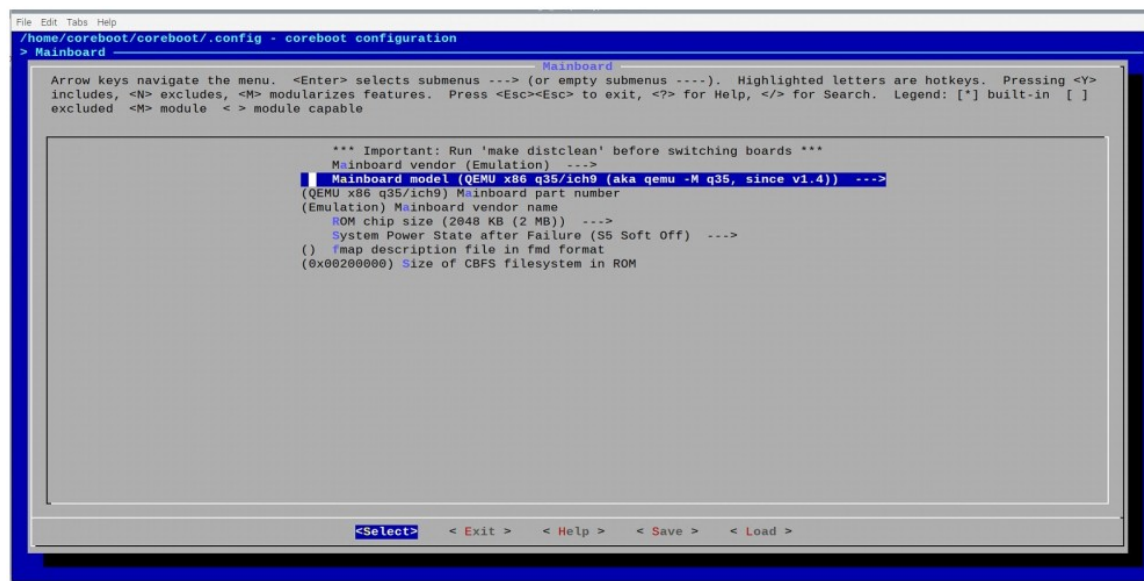 File Edit Tabs Help
/home/coreboot/coreboot/.config - coreboot configuration
> Mainboard
Mainboard
Arrow keys navigate the menu. <Enter> selects submenus ---> (or empty submenus ----). Highlighted letters are hotkeys. Pressing <Y>
includes, <N> excludes, <M> modularizes features. Press <Esc><Esc> to exit, <?> for Help, </> for Search. Legend: [*] built-in [ ]
excluded <M> module < > module capable
*** Important: Run 'make distclean' before switching boards ***
Mainboard vendor (Emulation) --->
Mainboard model (QEMU x86 q35/ich9 (aka qemu -M q35, since v1.4)) --->
(QEMU x86 q35/ich9) Mainboard part number
(Emulation) Mainboard vendor name
ROM chip size (2048 KB (2 MB)) --->
System Power State after Failure (S5 Soft Off) --->
() fmap description file in fmd format
(0x00200000) Size of CBFS filesystem in ROM
<Select> < Exit > < Help > < Save > < Load >